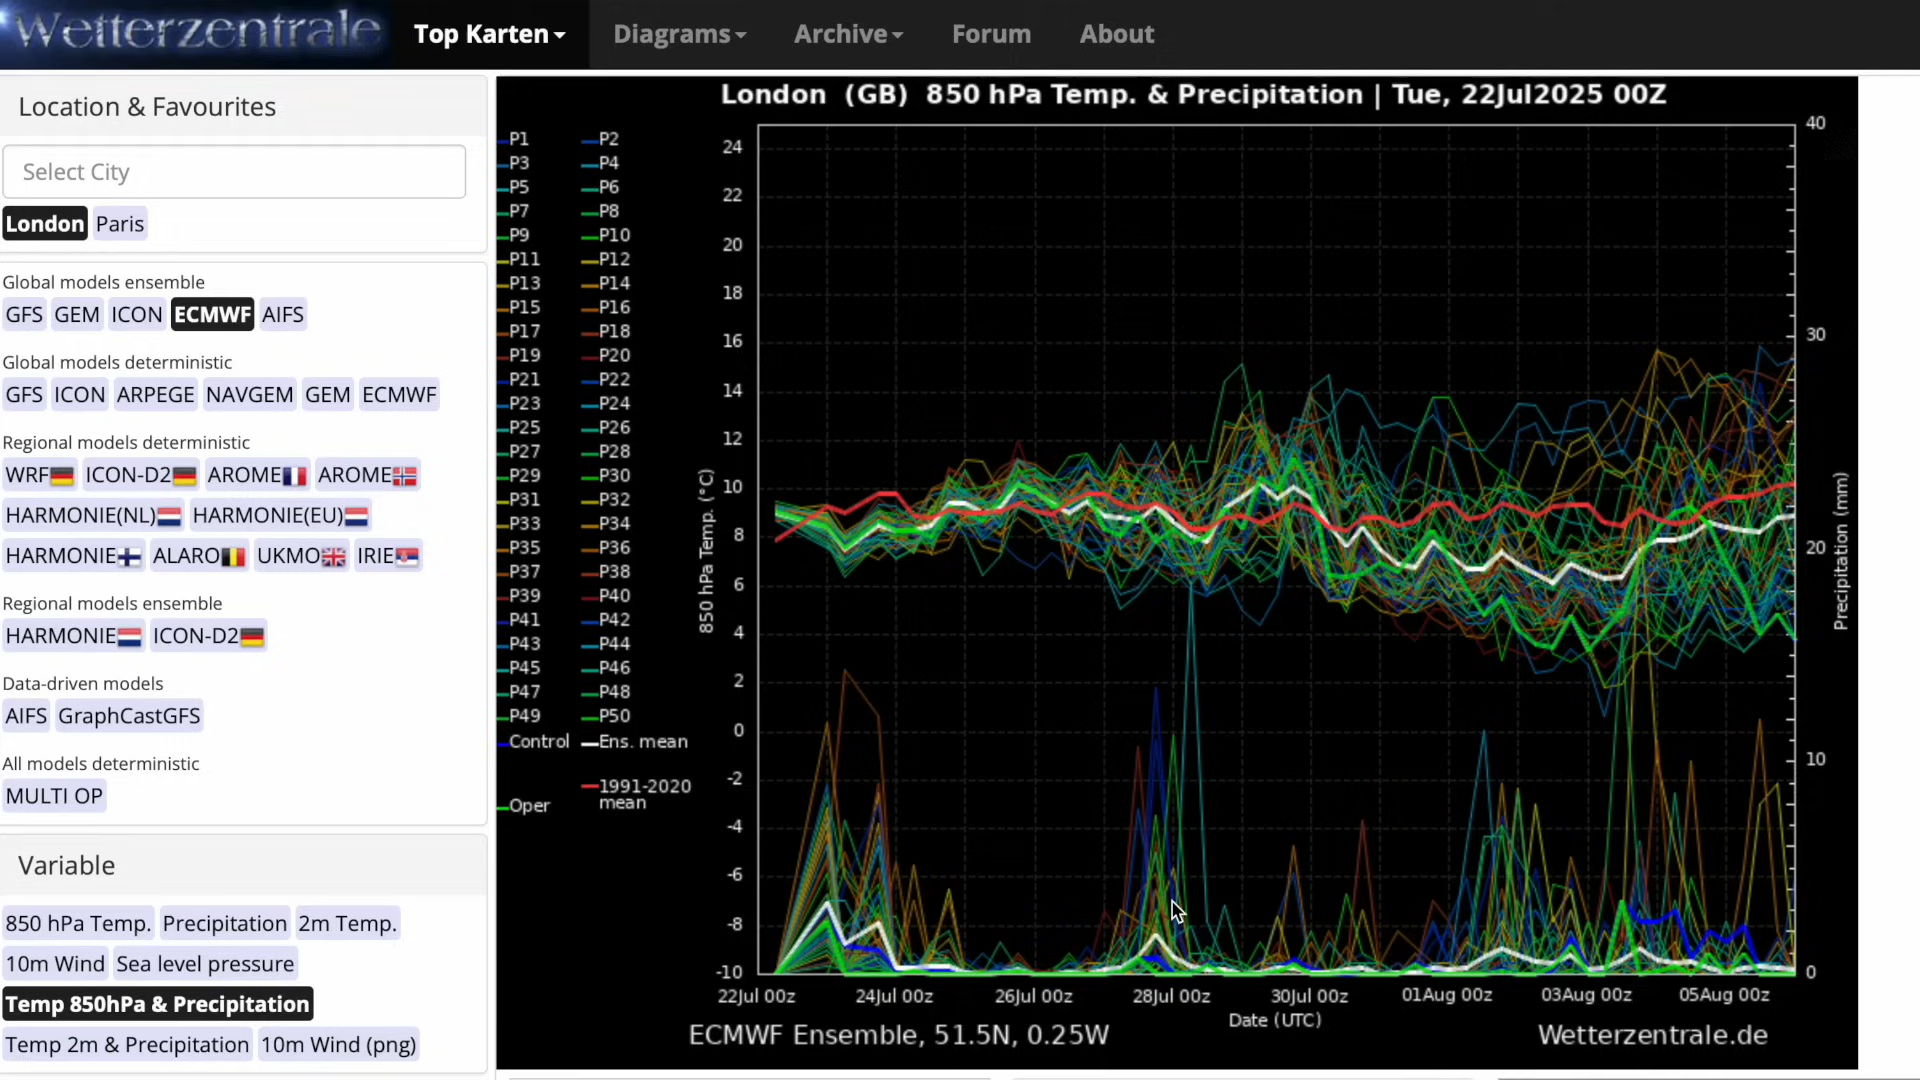 Wetterzentrale
Top Karten
Diagrams
Archive
Forum
About
Location & Favourites
Select City
London Paris
Global models ensemble
GFS GEM ICON ECMWF AIFS
Global models deterministic
GFS ICON ARPEGE NAVGEM GEM ECMWF
Regional models deterministic
WRF ICON-D2 AROME AROME
HARMONIE(NL) HARMONIE(EU)
HARMONIE ALARO UKMO IRIE
Regional models ensemble
HARMONIE ICON-D2
Data-driven models
AIFS GraphCastGFS
All models deterministic
MULTI OP
Variable
850 hPa Temp. Precipitation 2m Temp.
10m Wind Sea level pressure
Temp 850hPa & Precipitation
Temp 2m & Precipitation 10m Wind (png)
London (GB) 850 hPa Temp. & Precipitation | Tue, 22Jul2025 00Z
P1 P2
P3 P4
P5 P6
P7 P8
P9 P10
P11 P12
P13 P14
P15 P16
P17 P18
P19 P20
P21 P22
P23 P24
P25 P26
P27 P28
P29 P30
P31 P32
P33 P34
P35 P36
P37 P38
P39 P40
P41 P42
P43 P44
P45 P46
P47 P48
P49 P50
Control Ens. mean
1991-2020
mean
Oper
850 hPa Temp. (°C)
24
22
20
18
16
14
12
10
8
6
4
2
0
-2
-4
-6
-8
-10
40
30
20
10
0
Precipitation (mm)
22Jul 00z 24Jul 00z 26Jul 00z 28Jul 00z 30Jul 00z 01Aug 00z 03Aug 00z 05Aug 00z
Date (UTC)
ECMWF Ensemble, 51.5N, 0.25W
Wetterzentrale.de